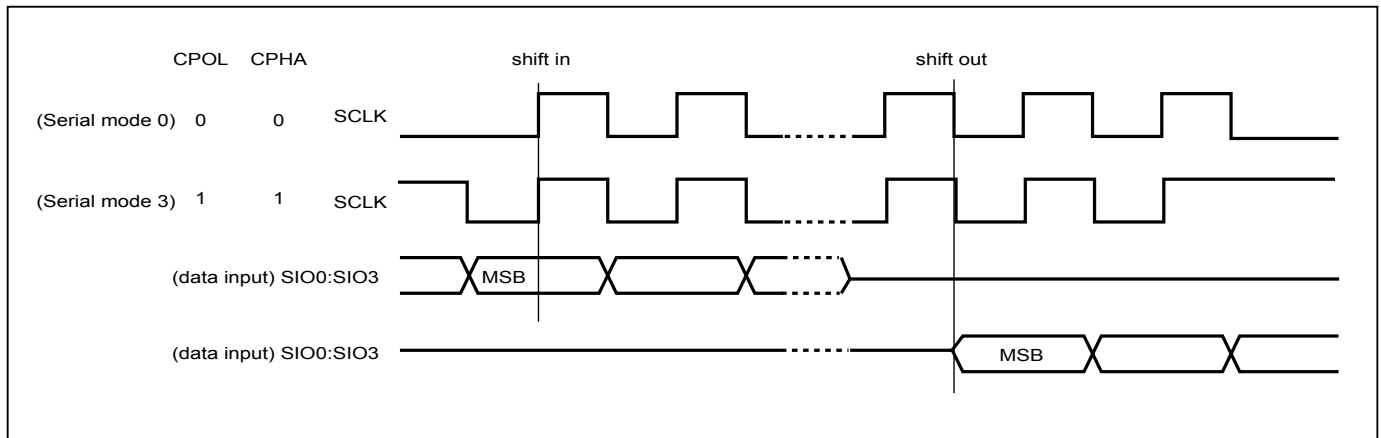 CPOL CPHA shift in shift out
(Serial mode 0) 0 0 SCLK
(Serial mode 3) 1 1 SCLK
(data input) SIO0:SIO3 MSB
(data input) SIO0:SIO3 MSB